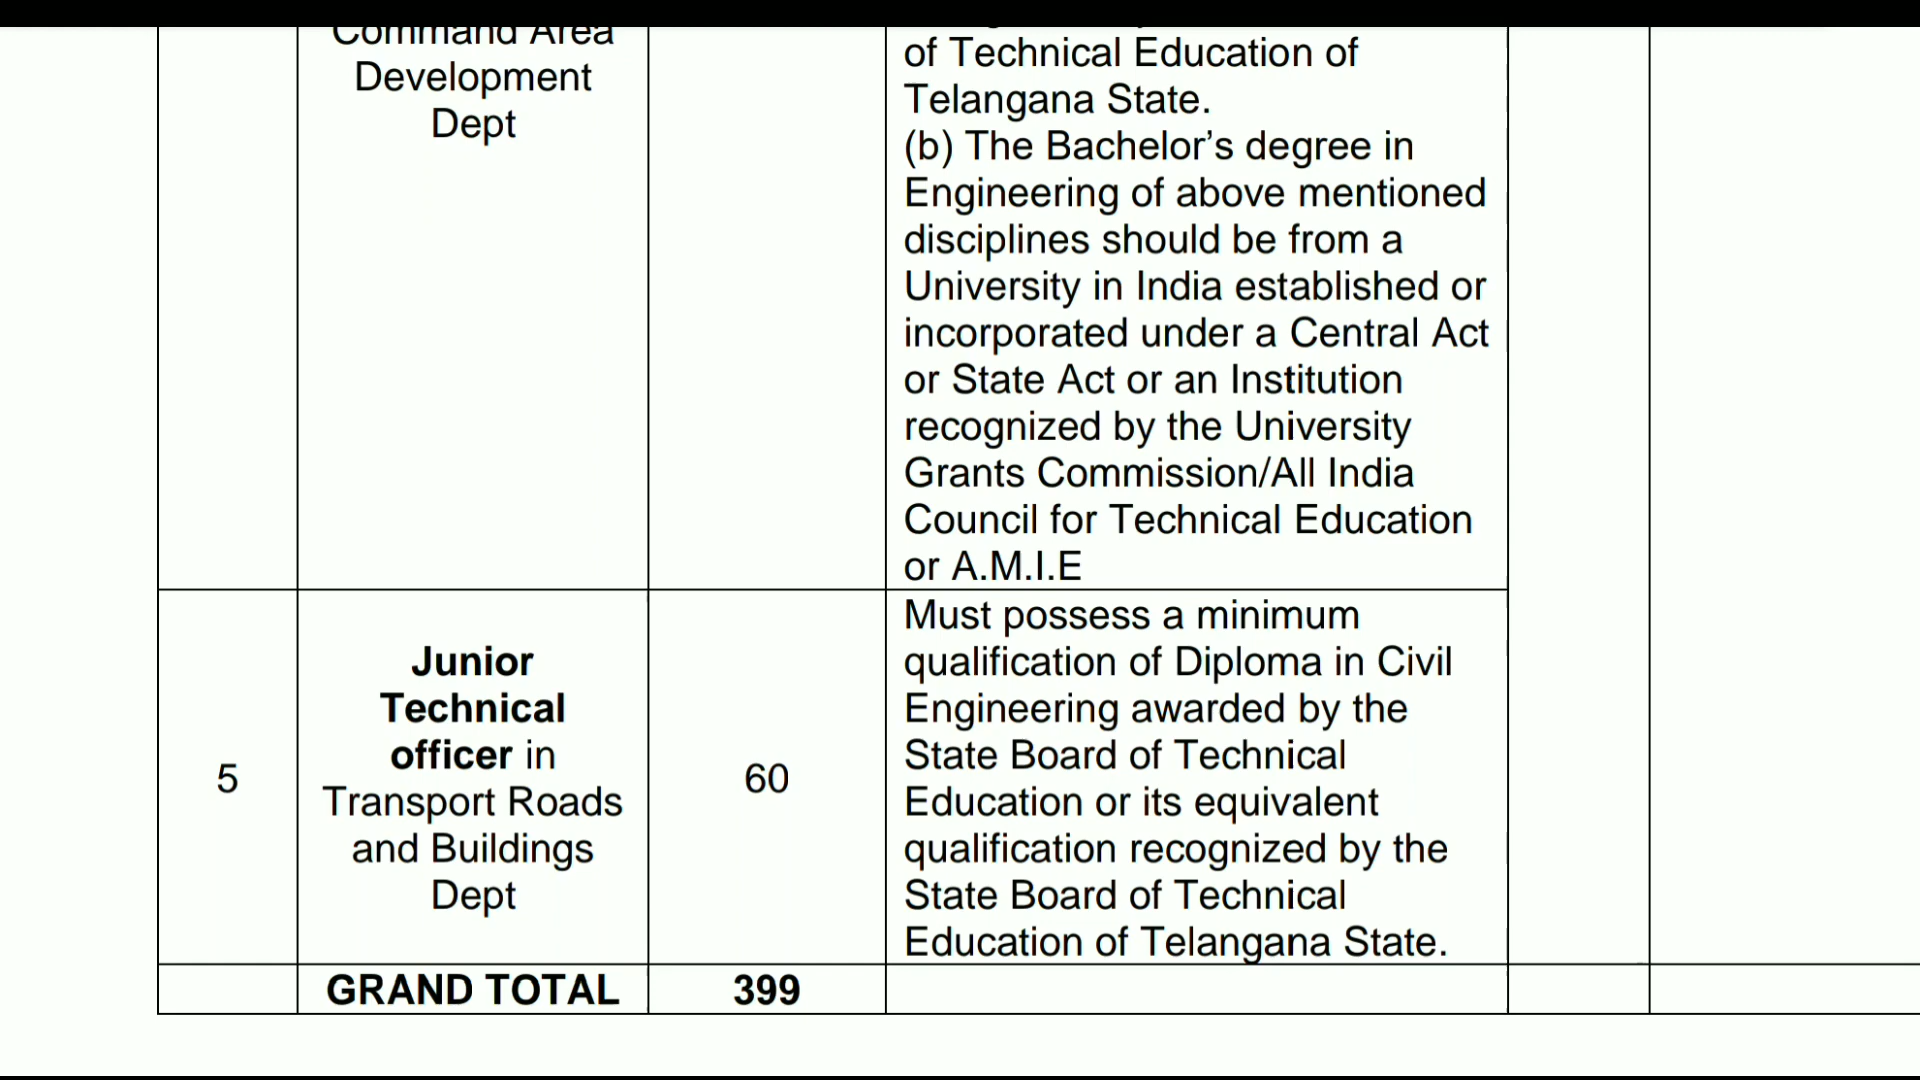 Command Area
Development
Dept
of Technical Education of
Telangana State.
(b) The Bachelor’s degree in
Engineering of above mentioned
disciplines should be from a
University in India established or
incorporated under a Central Act
or State Act or an Institution
recognized by the University
Grants Commission/All India
Council for Technical Education
or A.M.I.E
5
Junior
Technical
officer in
Transport Roads
and Buildings
Dept
60
Must possess a minimum
qualification of Diploma in Civil
Engineering awarded by the
State Board of Technical
Education or its equivalent
qualification recognized by the
State Board of Technical
Education of Telangana State.
GRAND TOTAL
399